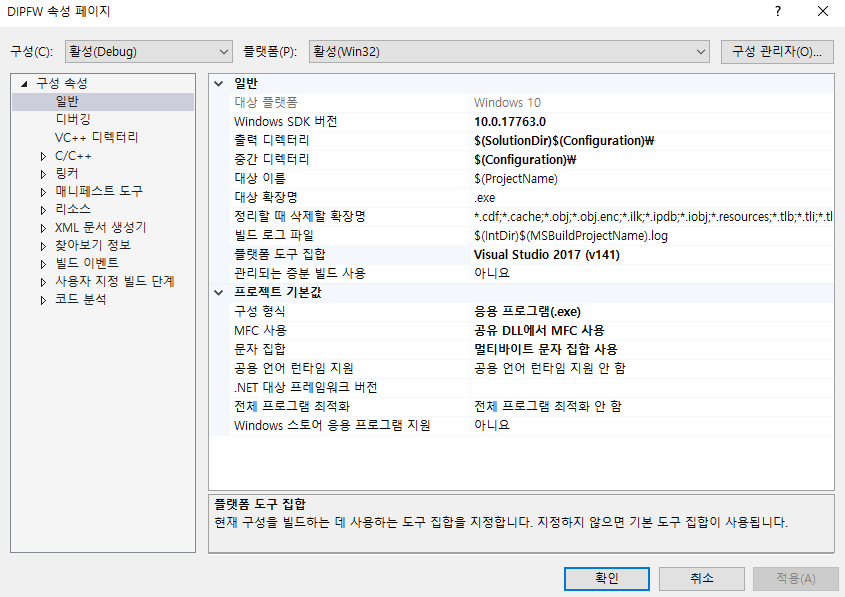 DIPFW 속성 페이지
?
구성(C):
활성(Debug)
플랫폼(P):
활성(Win32)
구성 관리자(O)...
구성 속성
일반
디버깅
VC++ 디렉터리
C/C++
링커
매니페스트 도구
리소스
XML 문서 생성기
찾아보기 정보
빌드 이벤트
사용자 지정 빌드 단계
코드 분석
일반
대상 플랫폼 Windows 10
Windows SDK 버전 10.0.17763.0
출력 디렉터리 $(SolutionDir)$(Configuration)₩
중간 디렉터리 $(Configuration)₩
대상 이름 $(ProjectName)
대상 확장명 .exe
정리할 때 삭제할 확장명 *.cdf;*.cache;*.obj;*.obj.enc;*.ilk;*.ipdb;*.iobj;*.resources;*.tlb;*.tli;*.tl
빌드 로그 파일 $(IntDir)$(MSBuildProjectName).log
플랫폼 도구 집합 Visual Studio 2017 (v141)
관리되는 증분 빌드 사용 아니요
프로젝트 기본값
구성 형식 응용 프로그램(.exe)
MFC 사용 공유 DLL에서 MFC 사용
문자 집합 멀티바이트 문자 집합 사용
공용 언어 런타임 지원 공용 언어 런타임 지원 안 함
.NET 대상 프레임워크 버전
전체 프로그램 최적화 전체 프로그램 최적화 안 함
Windows 스토어 응용 프로그램 지원 아니요
플랫폼 도구 집합
현재 구성을 빌드하는 데 사용하는 도구 집합을 지정합니다. 지정하지 않으면 기본 도구 집합이 사용됩니다.
확인
취소
적용(A)